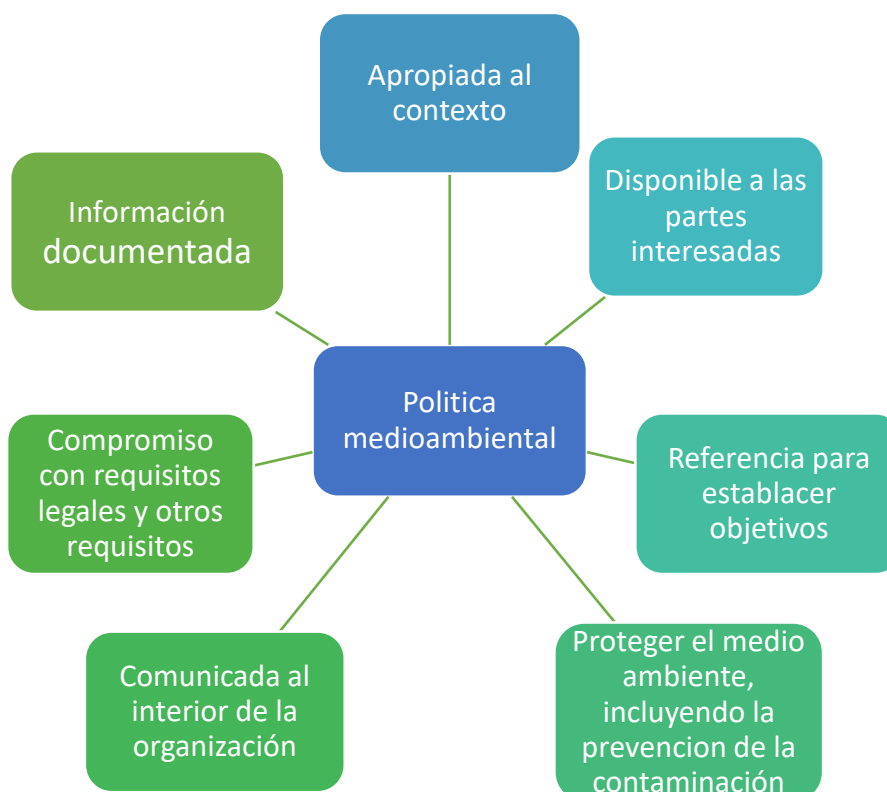 Apropiada al
contexto
Disponible a las
partes
interesadas
Información
documentada
Politica
medioambiental
Compromiso
con requisitos
legales y otros
requisitos
Referencia para
establacer
objetivos
Comunicada al
interior de la
organización
Proteger el medio
ambiente,
incluyendo la
prevencion de la
contaminación